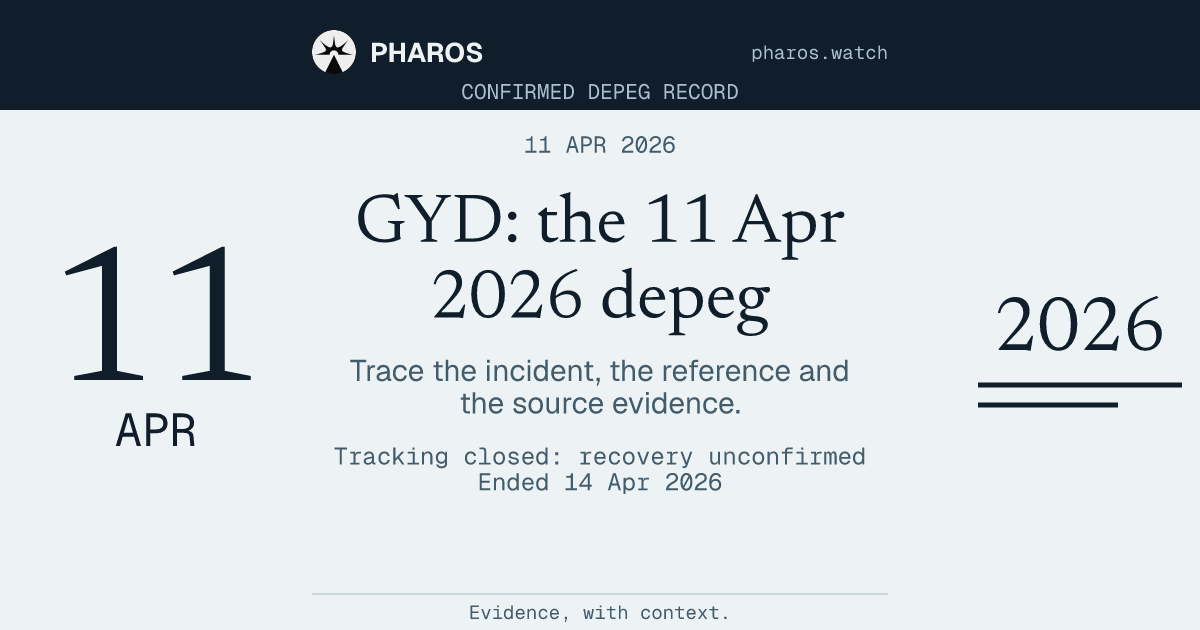 PHAROS
pharos.watch
CONFIRMED DEPEG RECORD
11 APR 2026
GYD: the 11 Apr
2026 depeg
Trace the incident, the reference and
the source evidence.
Tracking closed: recovery unconfirmed
Ended 14 Apr 2026
11
APR
2026
Evidence, with context.